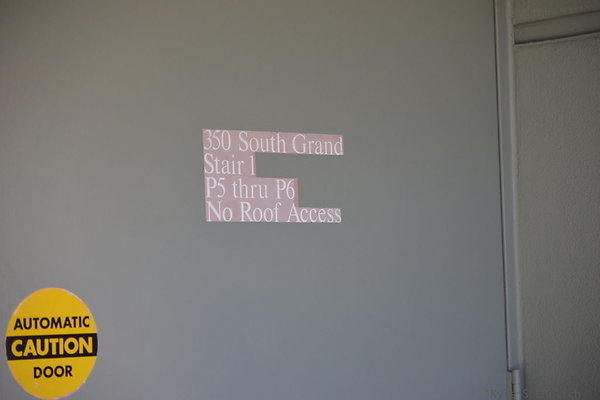 350 South Grand
Stair 1
P5 thru P6
No Roof Access
AUTOMATIC
CAUTION
DOOR